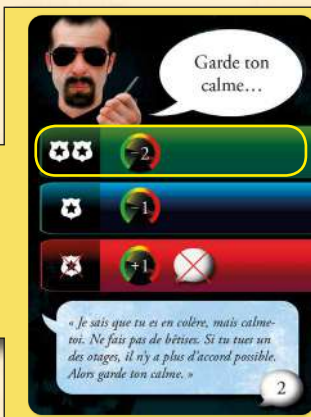 Garde ton
calme…
−2
−1
+1
« Je sais que tu es en colère, mais calme-
toi. Ne fais pas de bêtises. Si tu tues un
des otages, il n'y a plus d'accord possible.
Alors garde ton calme. »
2